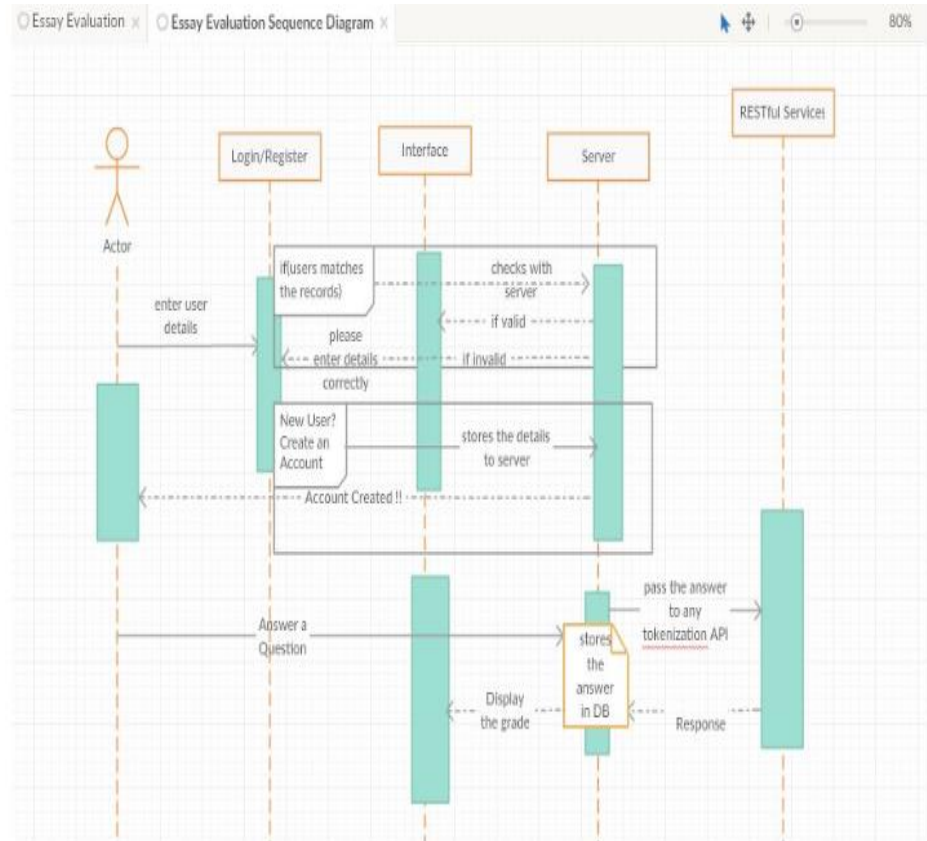 Essay Evaluation
Essay Evaluation Sequence Diagram
80%
RESTful Services
Interface
Login/Register
Server
Actor
if(users matches
the records)
checks with
server
enter user
details
if valid
please
enter details
correctly
if invalid
New User?
Create an
Account
stores the details
to server
Account Created !!
pass the answer
to any
tokenization API
Answer a
Question
stores
the
answer
in DB
Display
the grade
Response